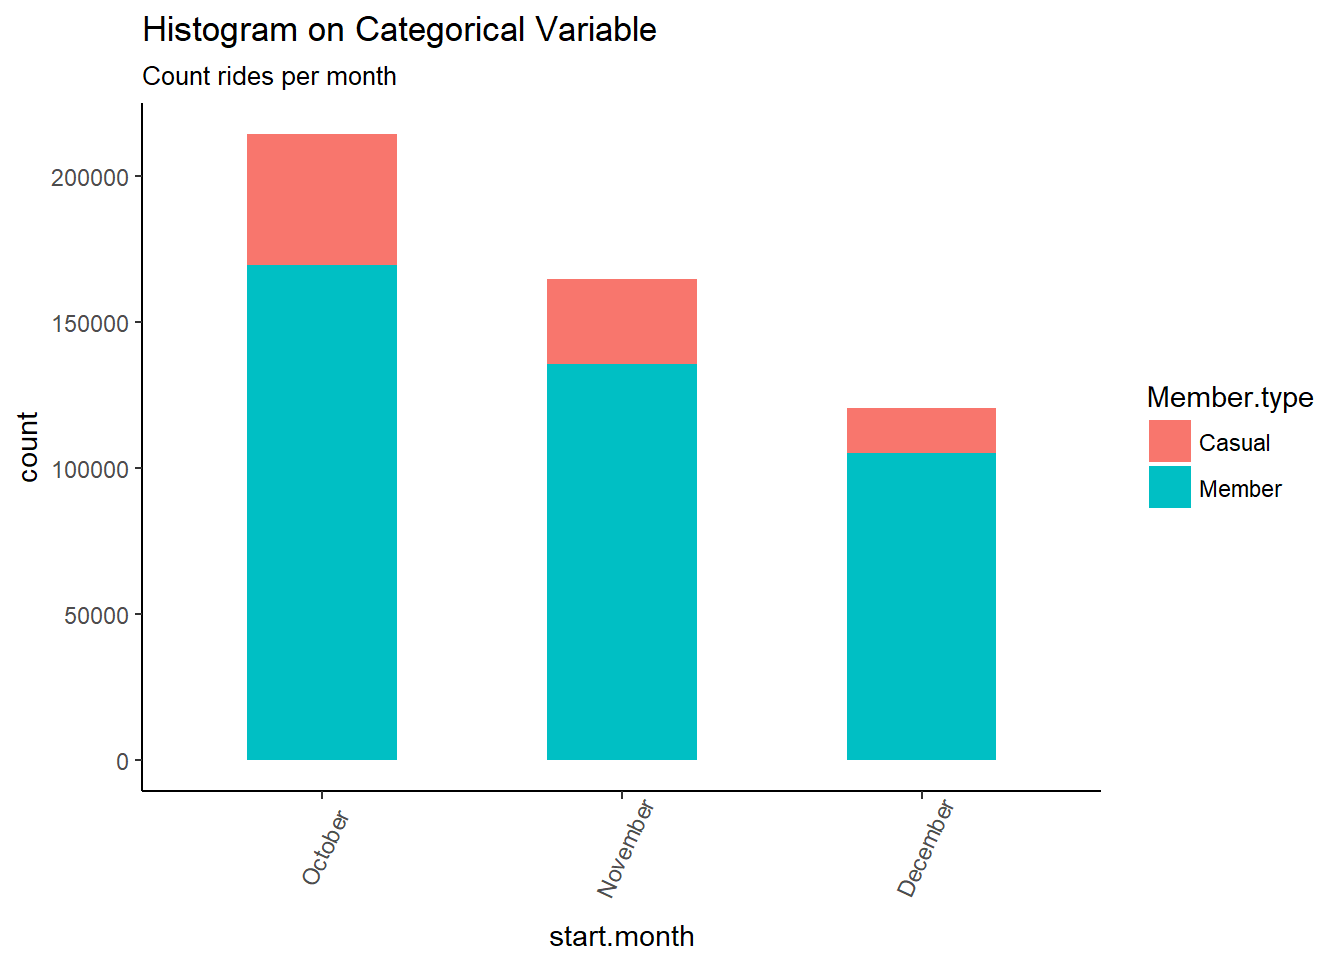 Histogram on Categorical Variable
Count rides per month
200000
150000
100000
50000
0
count
October
November
December
start.month
Member.type
Casual
Member